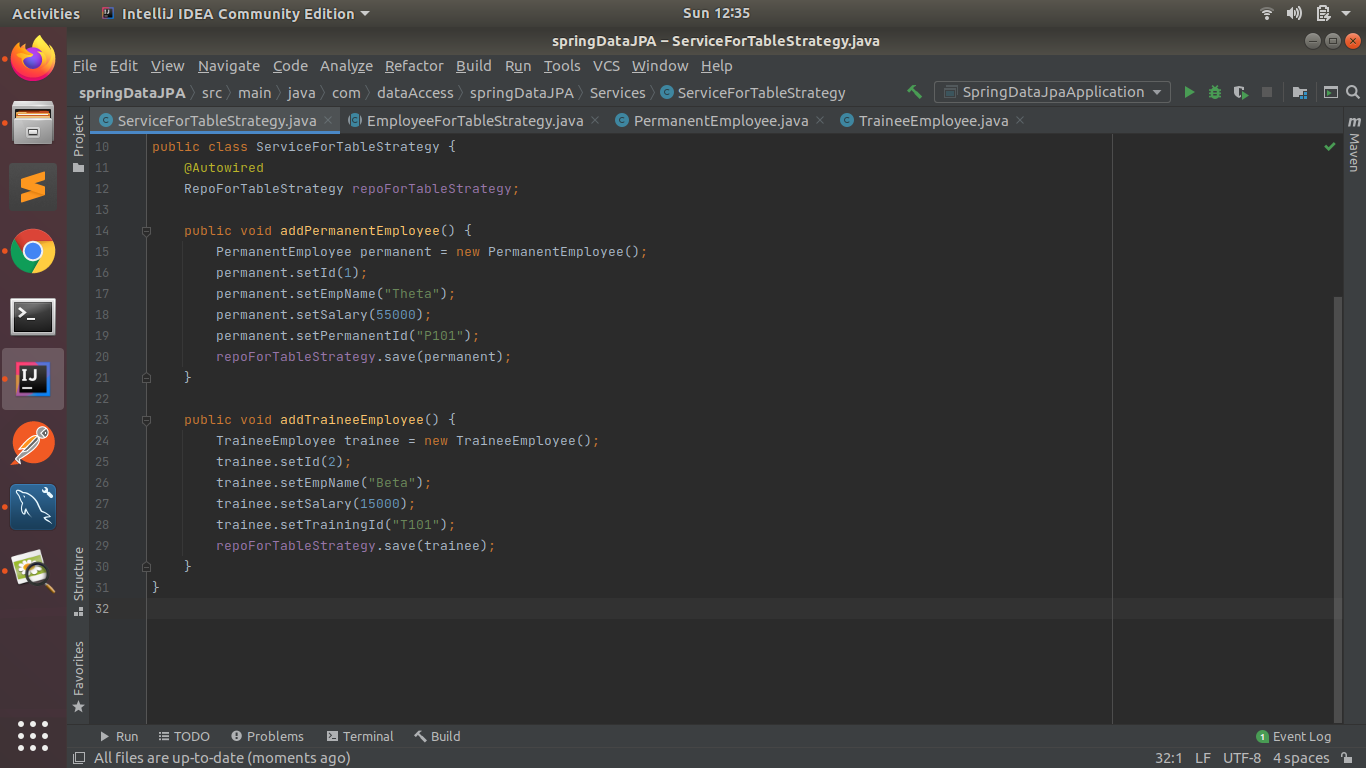 Activities IntelliJ IDEA Community Edition Sun 12:35
springDataJPA – ServiceForTableStrategy.java
File Edit View Navigate Code Analyze Refactor Build Run Tools VCS Window Help
springDataJPA src main java com dataAccess springDataJPA Services C ServiceForTableStrategy SpringDataJpaApplication
Project
C ServiceForTableStrategy.java C EmployeeForTableStrategy.java C PermanentEmployee.java C TraineeEmployee.java m
Maven
10 public class ServiceForTableStrategy {
11 @Autowired
12 RepoForTableStrategy repoForTableStrategy;
13
14 public void addPermanentEmployee() {
15 PermanentEmployee permanent = new PermanentEmployee();
16 permanent.setId(1);
17 permanent.setEmpName("Theta");
18 permanent.setSalary(55000);
19 permanent.setPermanentId("P101");
20 repoForTableStrategy.save(permanent);
21 }
22
23 public void addTraineeEmployee() {
24 TraineeEmployee trainee = new TraineeEmployee();
25 trainee.setId(2);
26 trainee.setEmpName("Beta");
27 trainee.setSalary(15000);
28 trainee.setTrainingId("T101");
29 repoForTableStrategy.save(trainee);
30 }
31 }
32
IJ
Structure
Favorites
Run TODO Problems Terminal Build 1 Event Log
All files are up-to-date (moments ago) 32:1 LF UTF-8 4 spaces